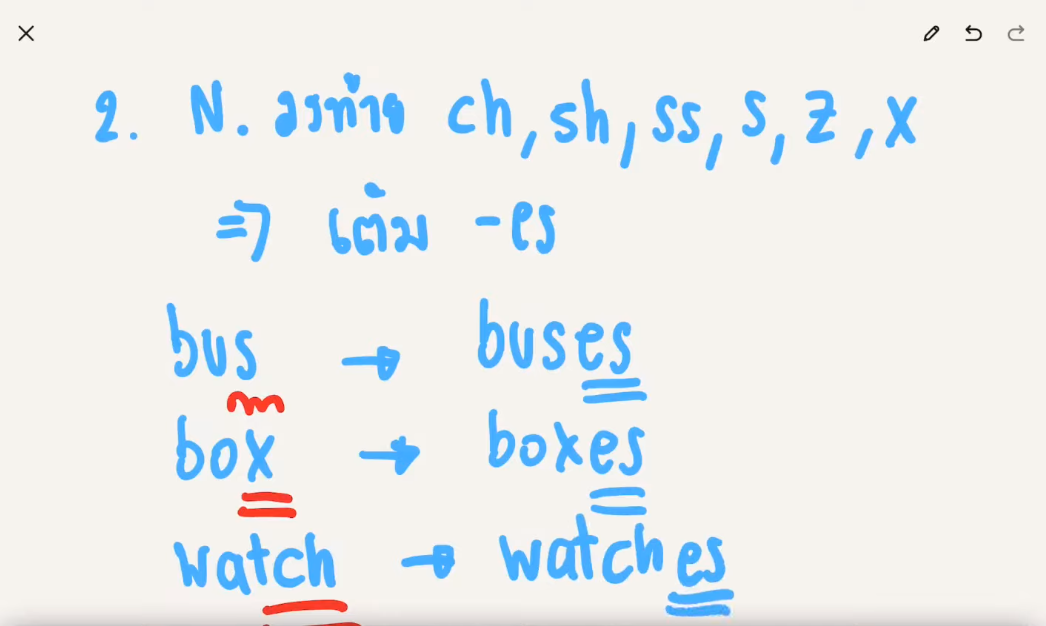 2. N. ลงท้าย ch, sh, ss, s, z, x
⇒ เติม -es
bus → buses
box → boxes
watch → watches